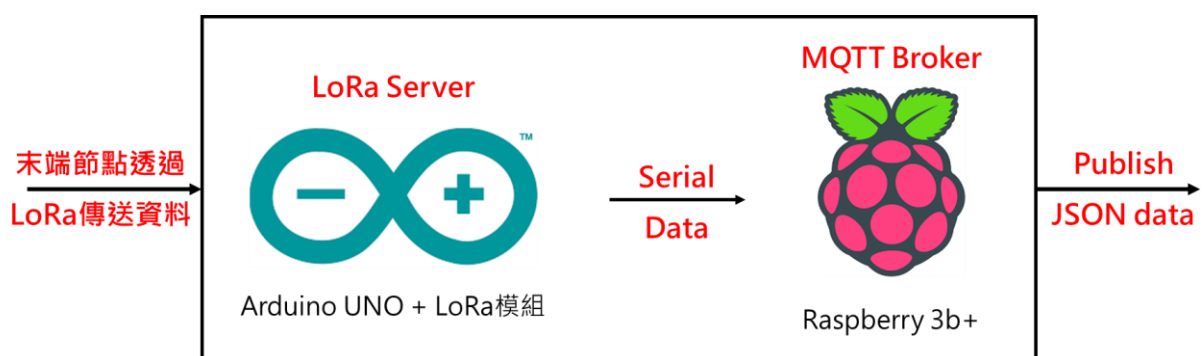 末端節點透過
LoRa傳送資料
LoRa Server
TM
Arduino UNO + LoRa模組
Serial
Data
MQTT Broker
Raspberry 3b+
Publish
JSON data